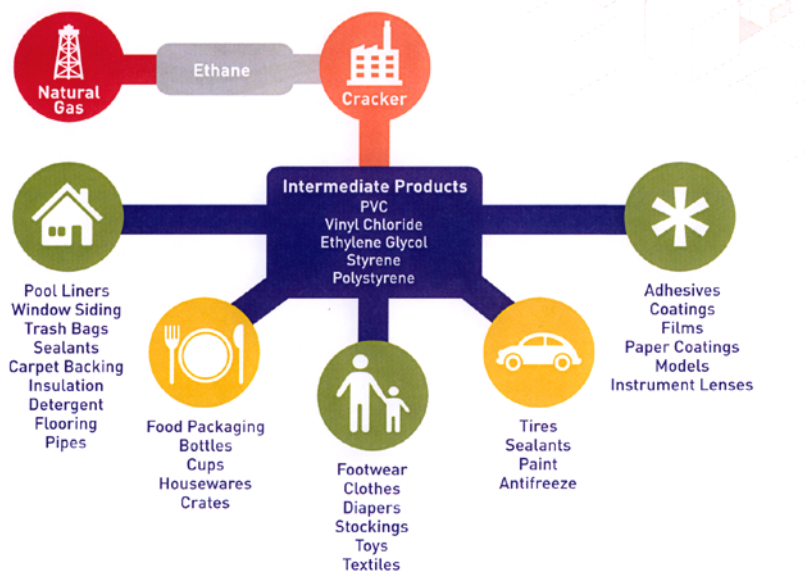 Natural
Gas
Ethane
Cracker
Intermediate Products
PVC
Vinyl Chloride
Ethylene Glycol
Styrene
Polystyrene
Pool Liners
Window Siding
Trash Bags
Sealants
Carpet Backing
Insulation
Detergent
Flooring
Pipes
Food Packaging
Bottles
Cups
Housewares
Crates
Footwear
Clothes
Diapers
Stockings
Toys
Textiles
Tires
Sealants
Paint
Antifreeze
Adhesives
Coatings
Films
Paper Coatings
Models
Instrument Lenses